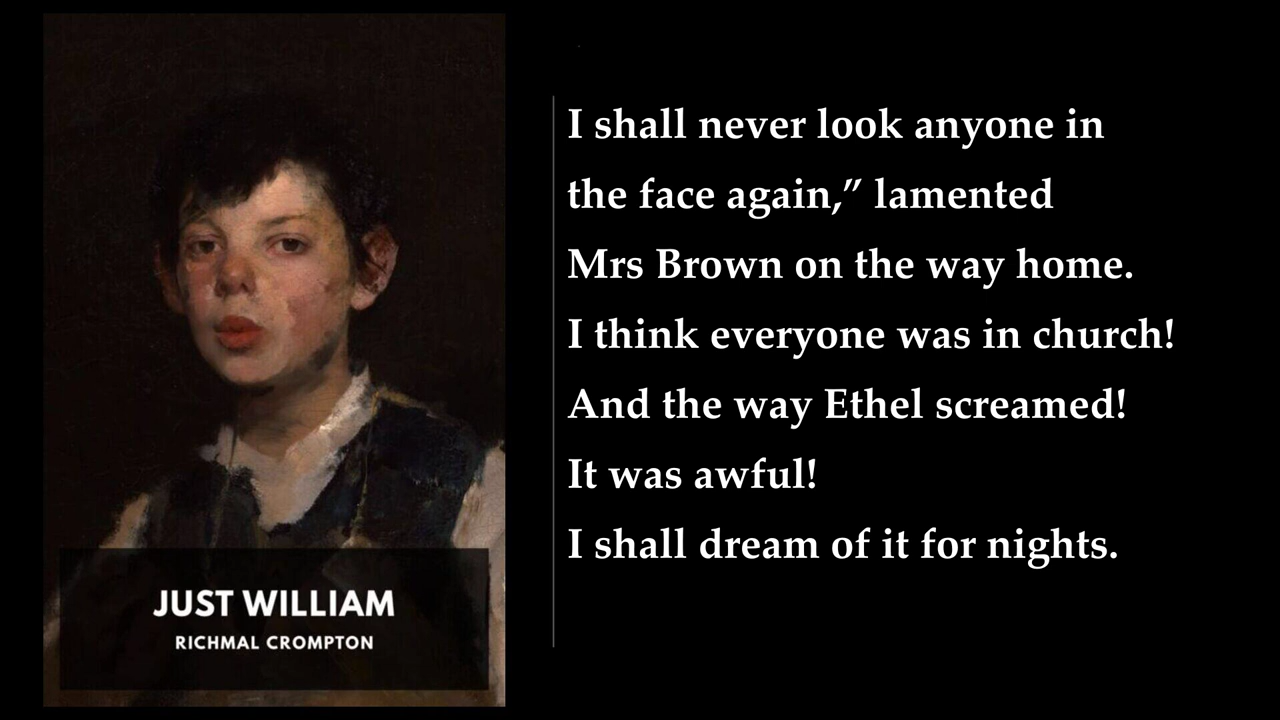 JUST WILLIAM
RICHMAL CROMPTON
I shall never look anyone in
the face again,” lamented
Mrs Brown on the way home.
I think everyone was in church!
And the way Ethel screamed!
It was awful!
I shall dream of it for nights.